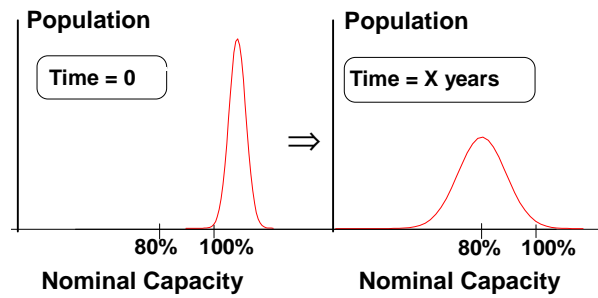 Population
Time = 0
80% 100%
Nominal Capacity
⇒
Population
Time = X years
80% 100%
Nominal Capacity